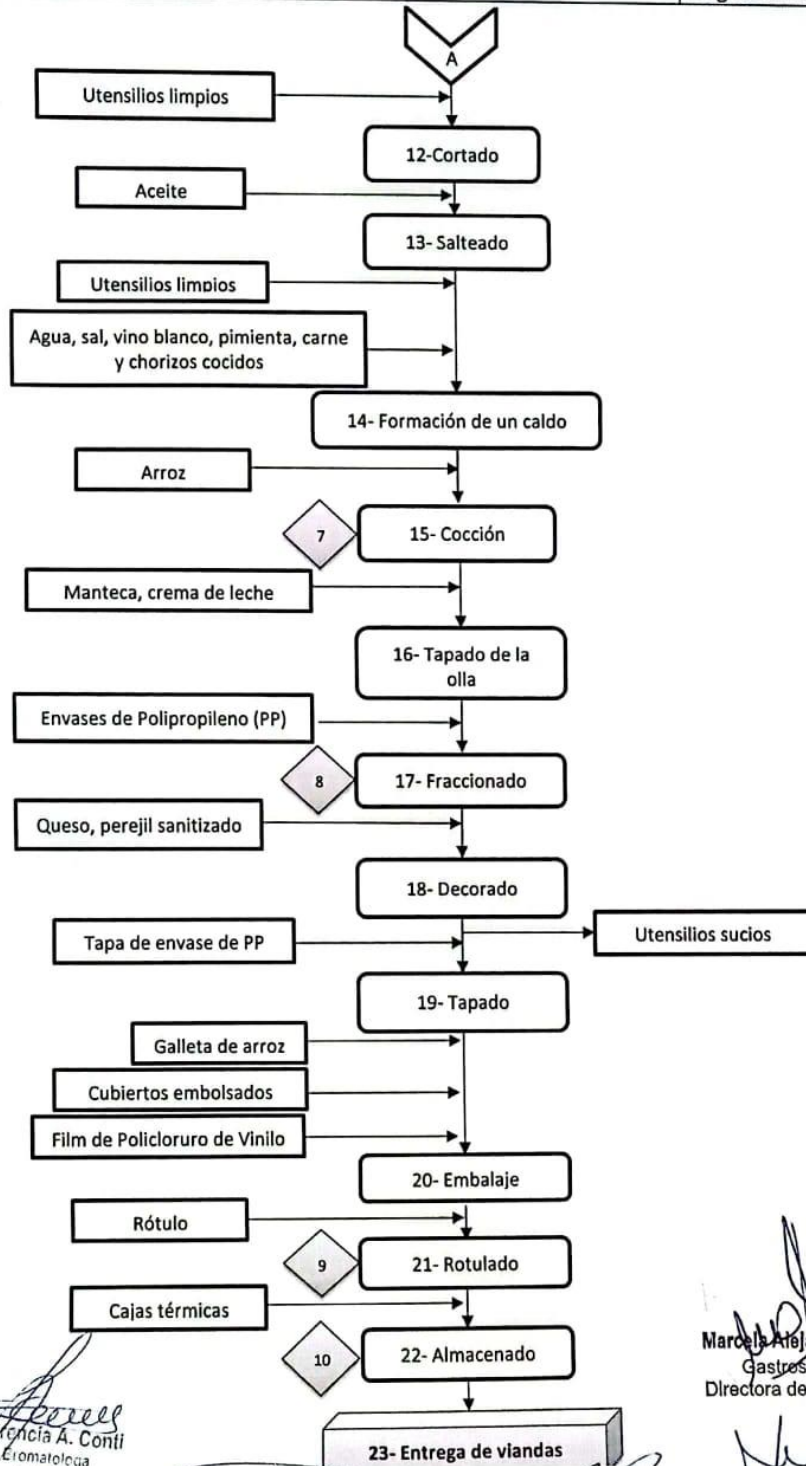 A
Utensilios limpios
12-Cortado
Aceite
13- Salteado
Utensilios limpios
Agua, sal, vino blanco, pimienta, carne
y chorizos cocidos
14- Formación de un caldo
Arroz
7
15- Cocción
Manteca, crema de leche
16- Tapado de la
olla
Envases de Polipropileno (PP)
8
17- Fraccionado
Queso, perejil sanitizado
18- Decorado
Utensilios sucios
Tapa de envase de PP
19- Tapado
Galleta de arroz
Cubiertos embolsados
Film de Policloruro de Vinilo
20- Embalaje
Rótulo
9
21- Rotulado
Cajas térmicas
10
22- Almacenado
Marcela
Directora de
A. Conti
23- Entrega de viandas